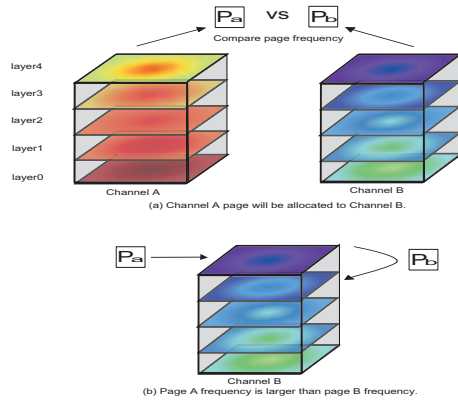 Pa vs Pb
Compare page frequency
layer4
layer3
layer2
layer1
layer0
Channel A
Channel B
(a) Channel A page will be allocated to Channel B.
Pa
Pb
Channel B
(b) Page A frequency is larger than page B frequency.